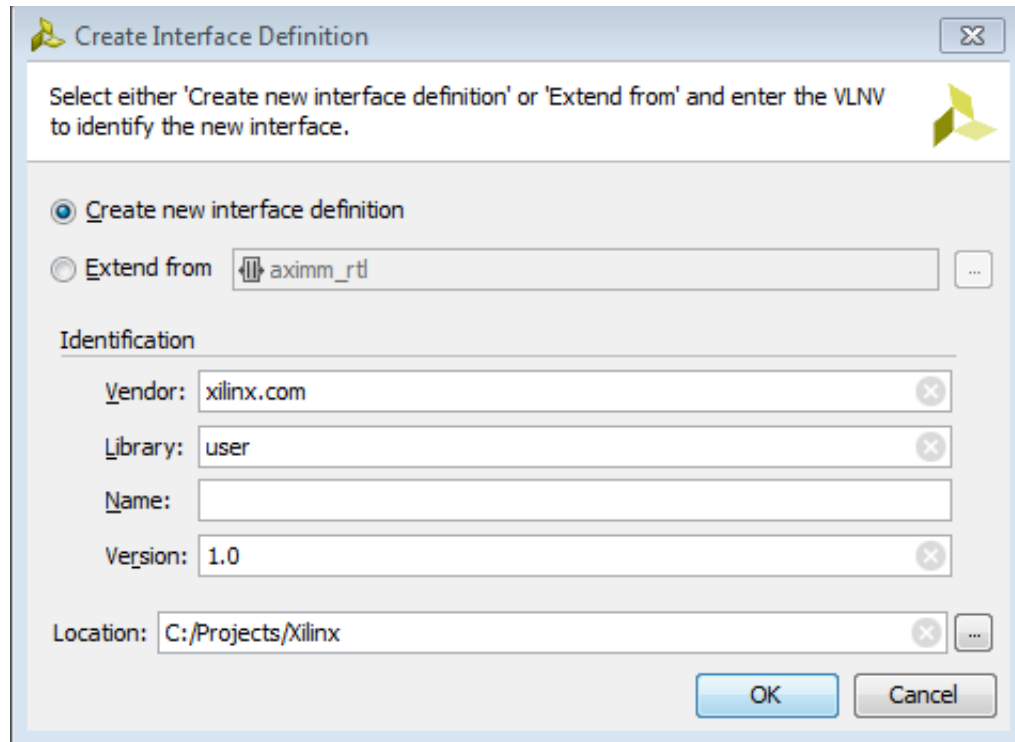 Create Interface Definition
Select either 'Create new interface definition' or 'Extend from' and enter the VLNV
to identify the new interface.
Create new interface definition
Extend from aximm_rtl ...
Identification
Vendor: xilinx.com
Library: user
Name:
Version: 1.0
Location: C:/Projects/Xilinx ...
OK Cancel